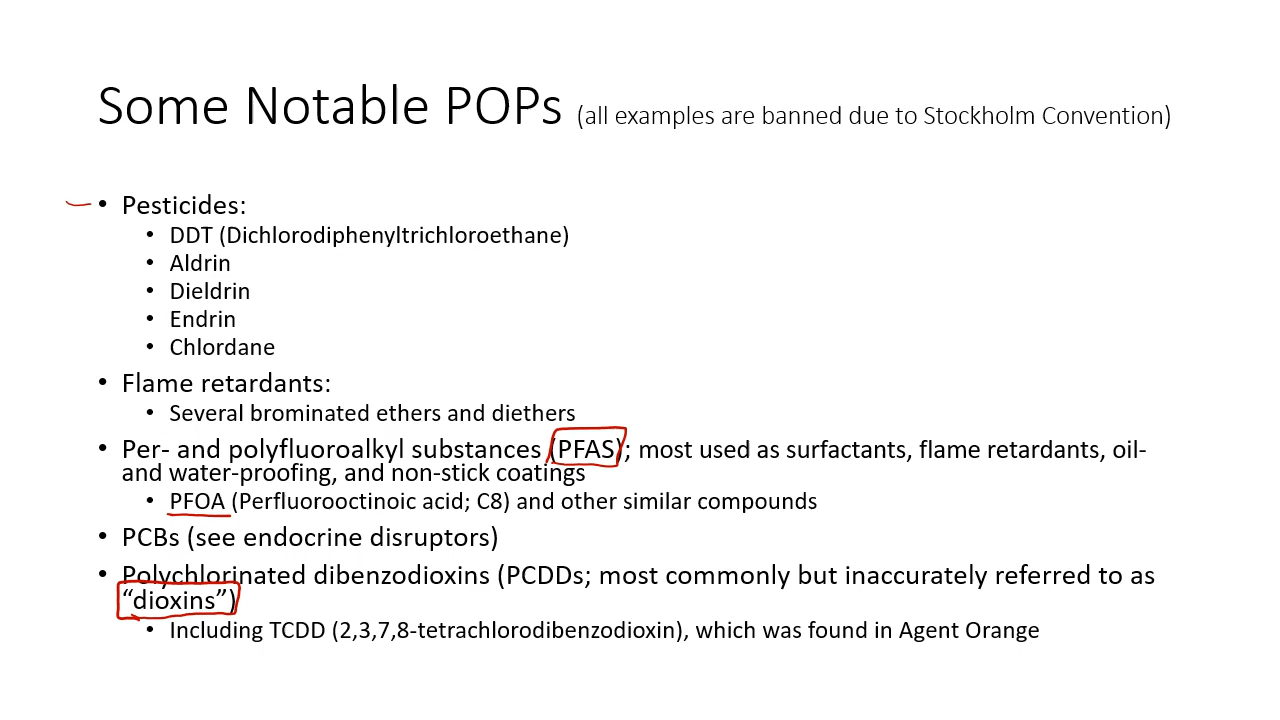 Some Notable POPs (all examples are banned due to Stockholm Convention)
• Pesticides:
• DDT (Dichlorodiphenyltrichloroethane)
• Aldrin
• Dieldrin
• Endrin
• Chlordane
• Flame retardants:
• Several brominated ethers and diethers
• Per- and polyfluoroalkyl substances (PFAS); most used as surfactants, flame retardants, oil-
and water-proofing, and non-stick coatings
• PFOA (Perfluorooctinoic acid; C8) and other similar compounds
• PCBs (see endocrine disruptors)
• Polychlorinated dibenzodioxins (PCDDs; most commonly but inaccurately referred to as
“dioxins”)
• Including TCDD (2,3,7,8-tetrachlorodibenzodioxin), which was found in Agent Orange